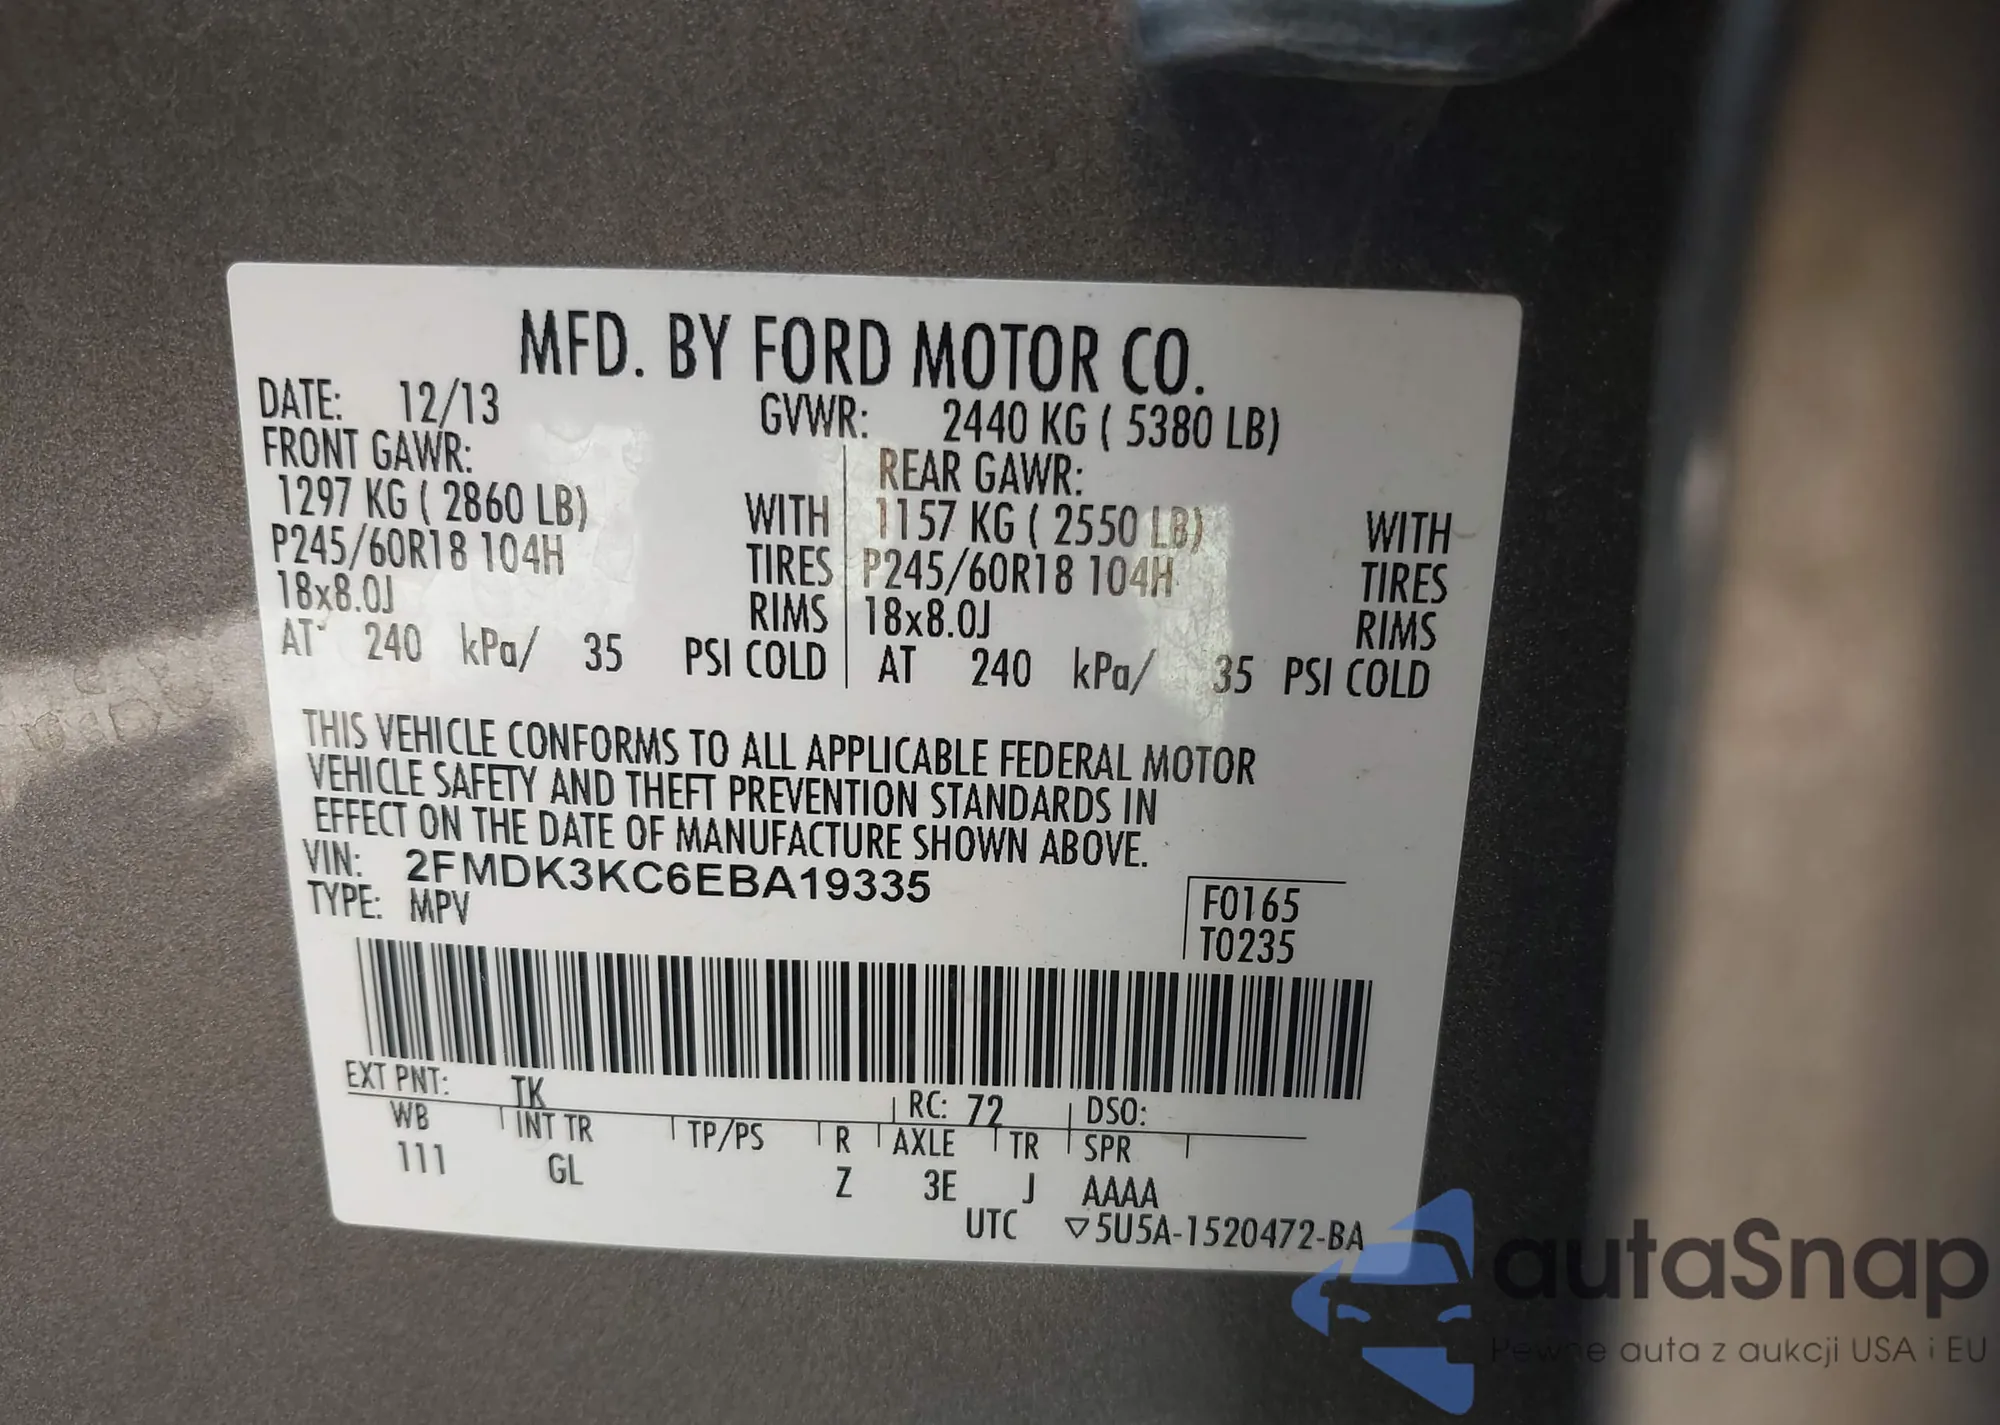 MFD. BY FORD MOTOR CO.
DATE: 12/13 GVWR: 2440 KG ( 5380 LB)
FRONT GAWR: REAR GAWR:
1297 KG ( 2860 LB) WITH 1157 KG ( 2550 LB) WITH
P245/60R18 104H TIRES P245/60R18 104H TIRES
18x8.0J RIMS 18x8.0J RIMS
AT 240 kPa/ 35 PSI COLD AT 240 kPa/ 35 PSI COLD
THIS VEHICLE CONFORMS TO ALL APPLICABLE FEDERAL MOTOR
VEHICLE SAFETY AND THEFT PREVENTION STANDARDS IN
EFFECT ON THE DATE OF MANUFACTURE SHOWN ABOVE.
VIN: 2FMDK3KC6EBA19335
TYPE: MPV
F0165
T0235
EXT PNT: TK RC: 72 DSO:
WB INT TR TP/PS R AXLE TR SPR
111 GL Z 3E J AAAA
UTC ▽5U5A-1520472-BA
autaSnap
Pewne auta z aukcji USA i EU